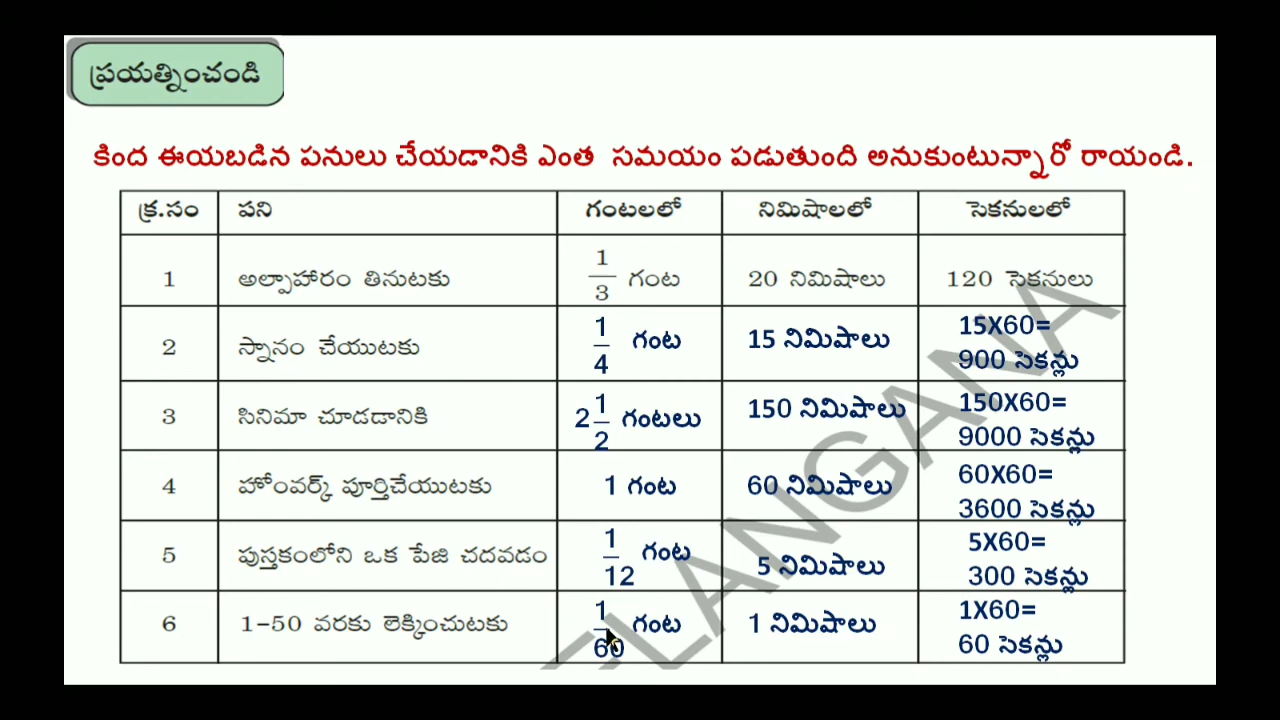 ప్రయత్నించండి
కింద ఈయబడిన పనులు చేయడానికి ఎంత సమయం పడుతుంది అనుకుంటున్నారో రాయండి.
క్ర.సం పని గంటలలో నిమిషాలలో సెకనులలో
1 అల్పాహారం తినుటకు 1/3 గంట 20 నిమిషాలు 120 సెకనులు
2 స్నానం చేయుటకు 1/4 గంట 15 నిమిషాలు 15X60= 900 సెకన్లు
3 సినిమా చూడడానికి 2 1/2 గంటలు 150 నిమిషాలు 150X60= 9000 సెకన్లు
4 హోంవర్క్ పూర్తిచేయుటకు 1 గంట 60 నిమిషాలు 60X60= 3600 సెకన్లు
5 పుస్తకంలోని ఒక పేజి చదవడం 1/12 గంట 5 నిమిషాలు 5X60= 300 సెకన్లు
6 1-50 వరకు లెక్కించుటకు 1/60 గంట 1 నిమిషాలు 1X60= 60 సెకన్లు
ELANGANA